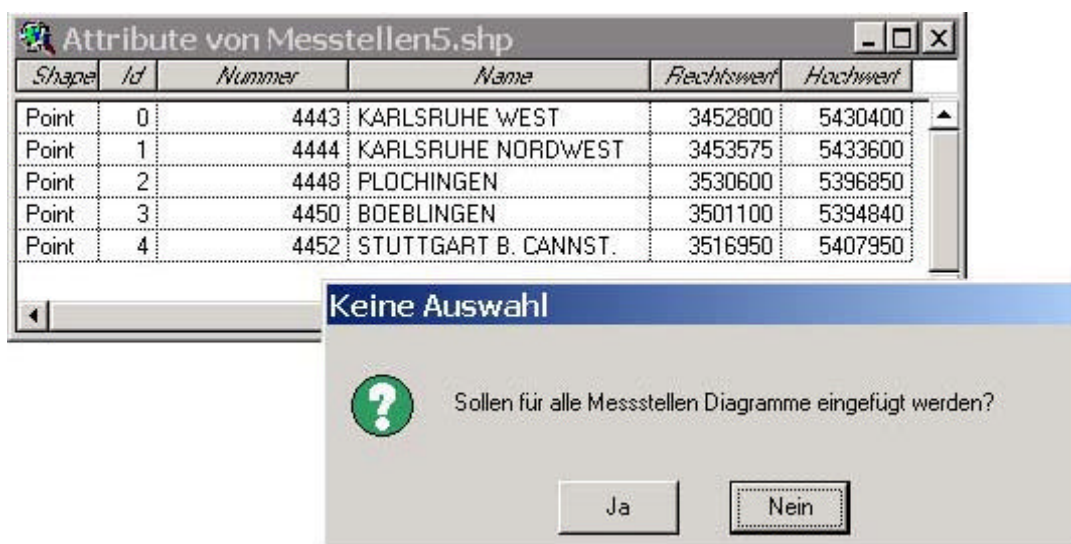 Attribute von Messtellen5.shp
Shape Id Nummer Name Rechtswert Hochwert
Point 0 4443 KARLSRUHE WEST 3452800 5430400
Point 1 4444 KARLSRUHE NORDWEST 3453575 5433600
Point 2 4448 PLOCHINGEN 3530600 5396850
Point 3 4450 BOEBLINGEN 3501100 5394840
Point 4 4452 STUTTGART B. CANNST. 3516950 5407950
Keine Auswahl
Sollen für alle Messstellen Diagramme eingefügt werden?
Ja Nein